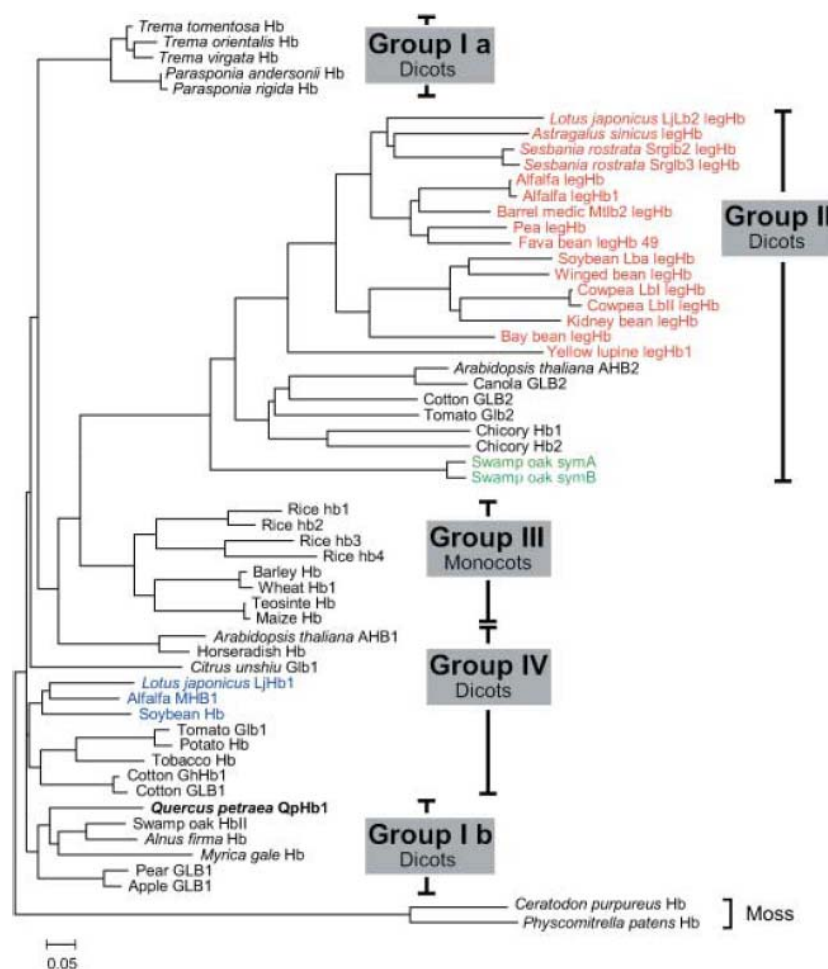 Trema tomentosa Hb
Trema orientalis Hb
Trema virgata Hb
Parasponia andersonii Hb
Parasponia rigida Hb
Group I a
Dicots
Lotus japonicus LjLb2 legHb
Astragalus sinicus legHb
Sesbania rostrata Srglb2 legHb
Sesbania rostrata Srglb3 legHb
Alfalfa legHb
Alfalfa legHb1
Barrel medic Mtlb2 legHb
Pea legHb
Fava bean legHb 49
Soybean Lba legHb
Winged bean legHb
Cowpea LbI legHb
Cowpea LbII legHb
Kidney bean legHb
Bay bean legHb
Yellow lupine legHb1
Arabidopsis thaliana AHB2
Canola GLB2
Cotton GLB2
Tomato Glb2
Chicory Hb1
Chicory Hb2
Swamp oak symA
Swamp oak symB
Group II
Dicots
Rice hb1
Rice hb2
Rice hb3
Rice hb4
Barley Hb
Wheat Hb1
Teosinte Hb
Maize Hb
Group III
Monocots
Arabidopsis thaliana AHB1
Horseradish Hb
Citrus unshiu Glb1
Lotus japonicus LjHb1
Alfalfa MHB1
Soybean Hb
Tomato Glb1
Potato Hb
Tobacco Hb
Cotton GhHb1
Cotton GLB1
Group IV
Dicots
Quercus petraea QpHb1
Swamp oak HbII
Alnus firma Hb
Myrica gale Hb
Pear GLB1
Apple GLB1
Group I b
Dicots
Ceratodon purpureus Hb
Physcomitrella patens Hb
Moss
0.05